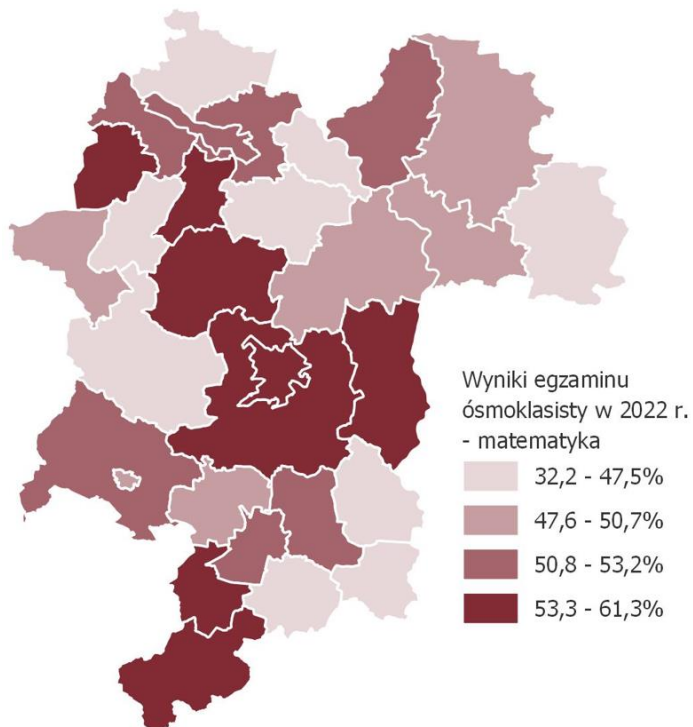 Wyniki egzaminu
ósmoklasisty w 2022 r.
- matematyka
32,2 - 47,5%
47,6 - 50,7%
50,8 - 53,2%
53,3 - 61,3%